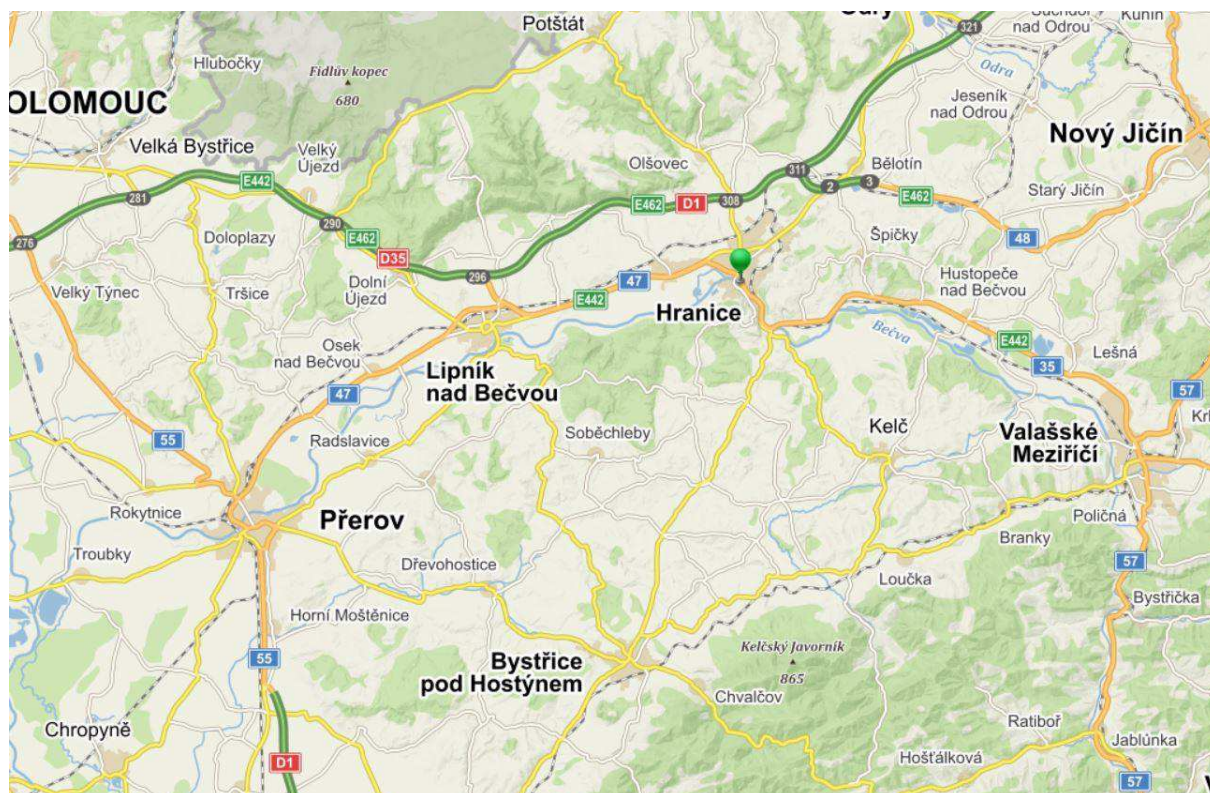 Potštát
Odry
321
Suchdol
nad Odrou
Kunín
Hlubočky
Fidlův kopec
680
Odra
OLOMOUC
Jeseník
nad Odrou
Velká Bystřice
Nový Jičín
Velký
Újezd
Olšovec
311
Bělotín
E442
2
3
281
E462
D1
308
E462
Starý Jičín
276
290
Doloplazy
E462
D35
48
Špičky
Velký Týnec
Tršice
Dolní
Újezd
296
47
Hustopeče
nad Bečvou
E442
Hranice
Bečva
Osek
nad Bečvou
E442
Lešná
Lipník
nad Bečvou
35
47
57
55
Radslavice
Soběchleby
Kelč
Valašské
Meziříčí
Rokytnice
Přerov
Poličná
Branky
Troubky
Dřevohostice
57
Loučka
Horní Moštěnice
Bystřička
55
Bystřice
pod Hostýnem
Kelčský Javorník
865
Chvalčov
Chropyně
Ratiboř
Jablůnka
D1
Hošťálková
57